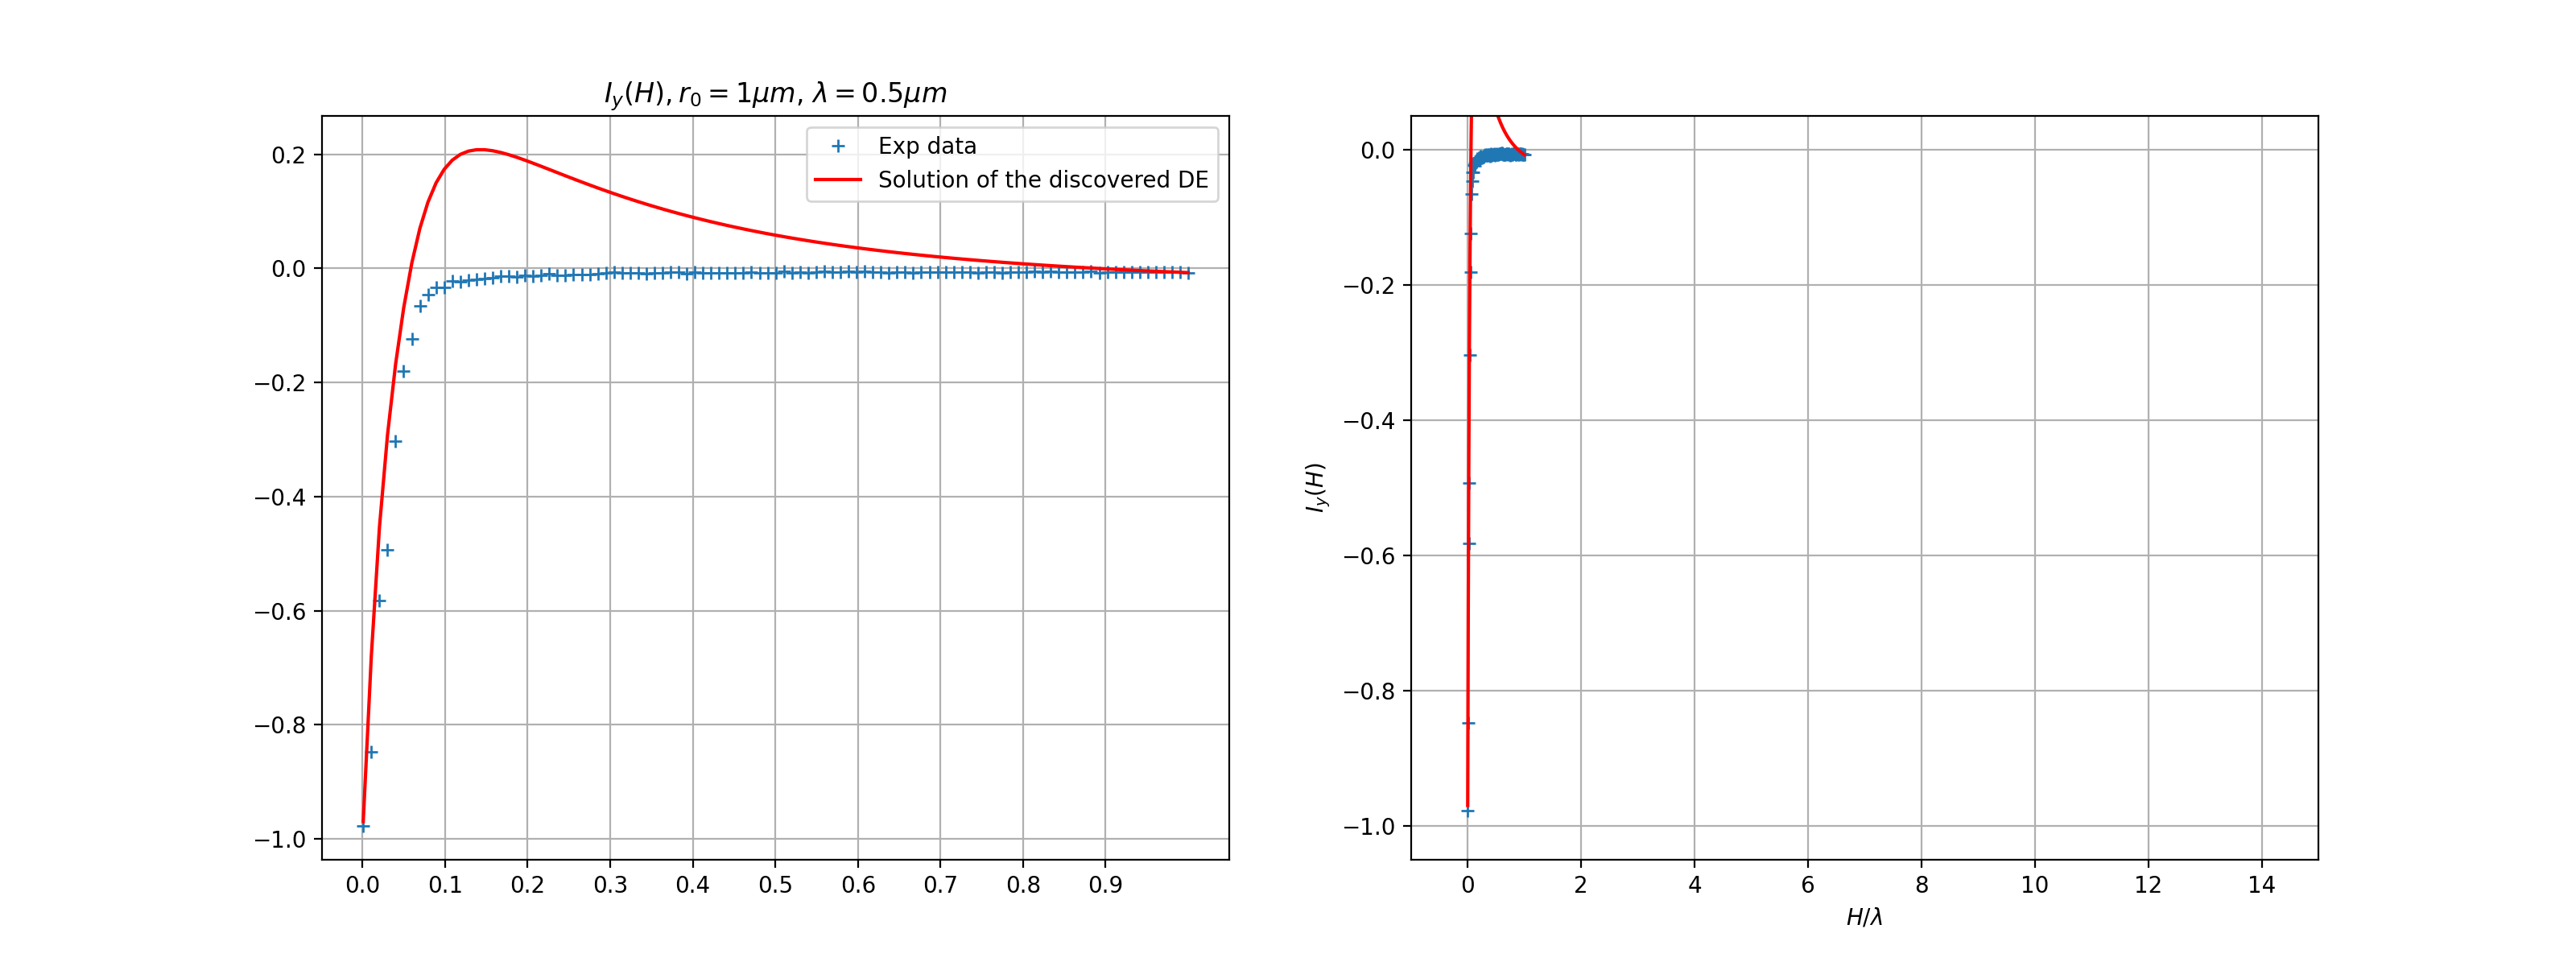 I_y(H), r_0 = 1μm, λ = 0.5μm
Exp data
Solution of the discovered DE
0.2
0.0
−0.2
−0.4
−0.6
−0.8
−1.0
0.0 0.1 0.2 0.3 0.4 0.5 0.6 0.7 0.8 0.9
I_y(H)
0.0
−0.2
−0.4
−0.6
−0.8
−1.0
0 2 4 6 8 10 12 14
H/λ